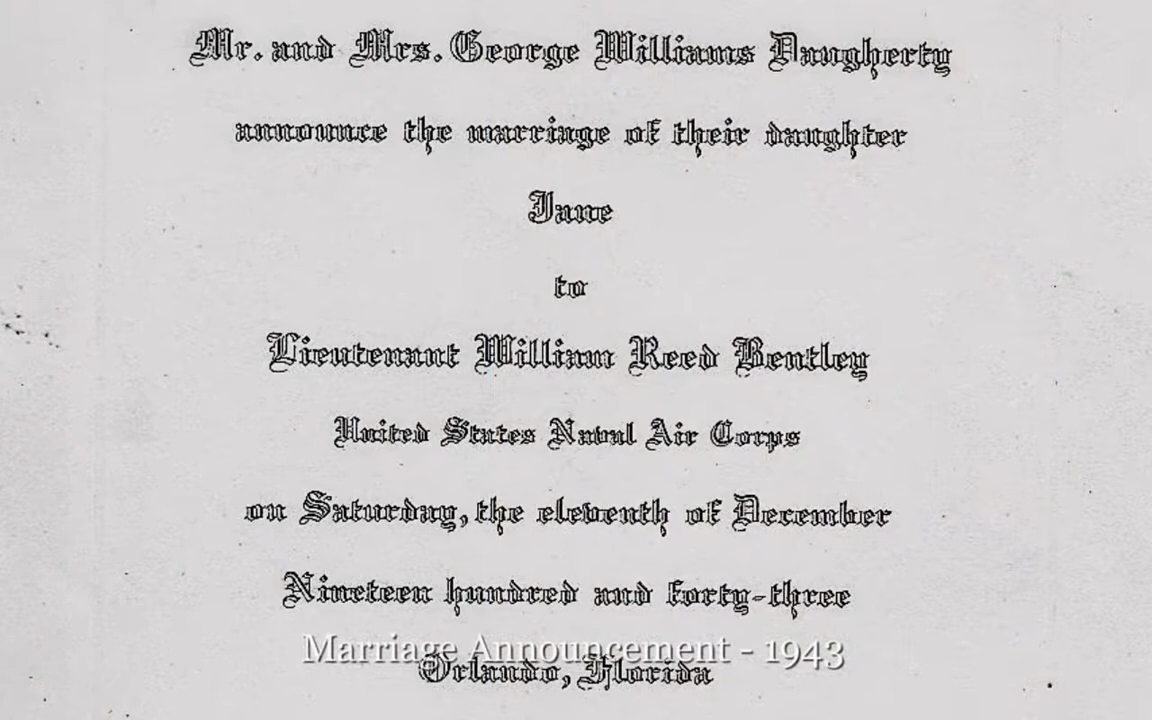 Mr. and Mrs. George Williams Daugherty
announce the marriage of their daughter
Jane
to
Lieutenant William Reed Bentley
United States Naval Air Corps
on Saturday, the eleventh of December
Nineteen hundred and forty-three
Marriage Announcement - 1943
Orlando, Florida